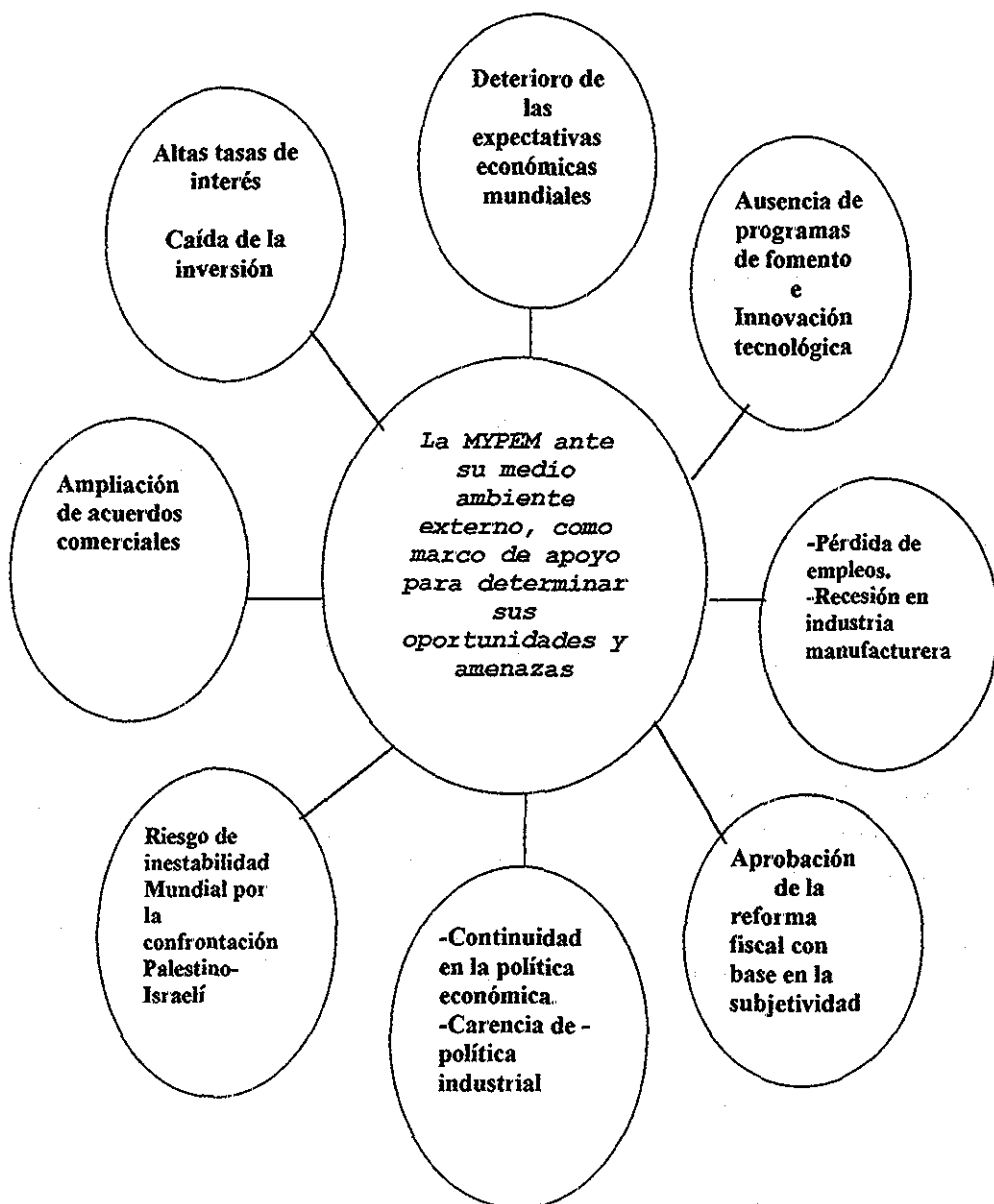 Deterioro de
las
expectativas
económicas
mundiales
Altas tasas de
interés
Caída de la
inversión
Ausencia de
programas
de fomento
e
Innovación
tecnológica
La MYPEM ante
su medio
ambiente
externo, como
marco de apoyo
para determinar
sus
oportunidades y
amenazas
Ampliación
de acuerdos
comerciales
-Pérdida de
empleos.
-Recesión en
industria
manufacturera
Riesgo de
inestabilidad
Mundial por
la
confrontación
Palestino-
Israelí
-Continuidad
en la política
económica.
-Carencia de -
política
industrial
Aprobación
de la
reforma
fiscal con
base en la
subjetividad